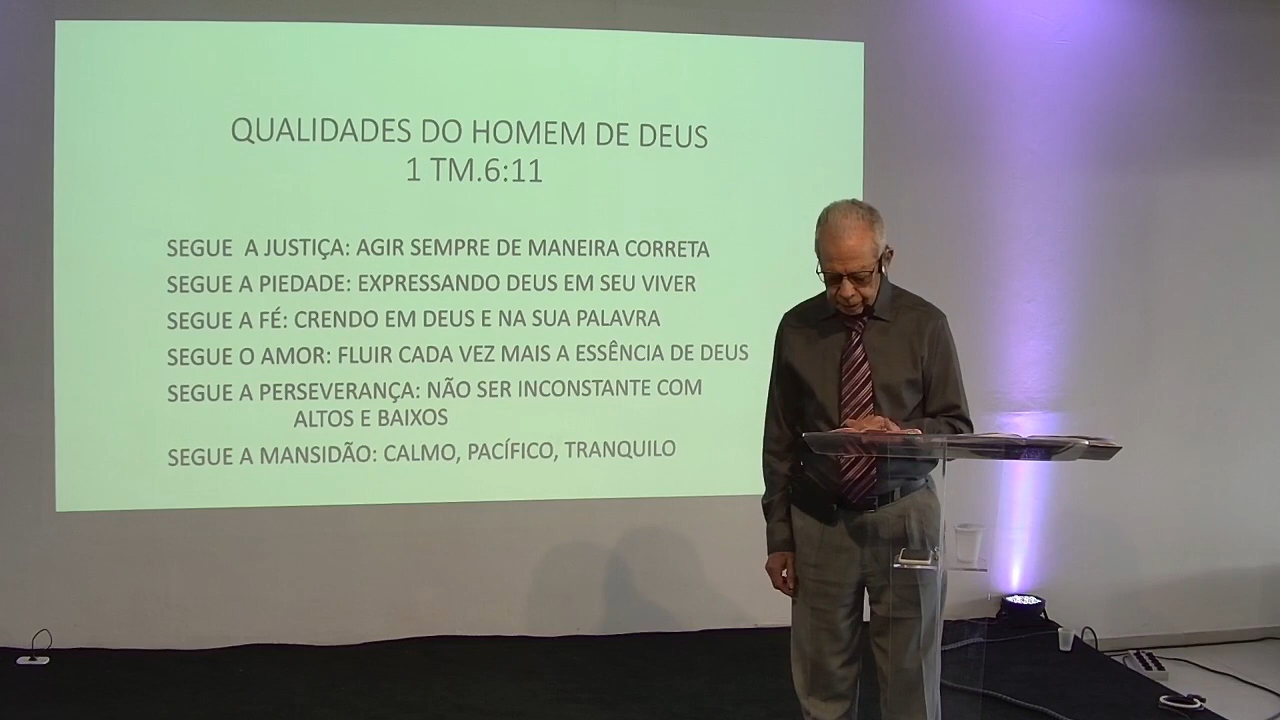 QUALIDADES DO HOMEM DE DEUS
1 TM.6:11
SEGUE A JUSTIÇA: AGIR SEMPRE DE MANEIRA CORRETA
SEGUE A PIEDADE: EXPRESSANDO DEUS EM SEU VIVER
SEGUE A FÉ: CRENDO EM DEUS E NA SUA PALAVRA
SEGUE O AMOR: FLUIR CADA VEZ MAIS A ESSÊNCIA DE DEUS
SEGUE A PERSEVERANÇA: NÃO SER INCONSTANTE COM
ALTOS E BAIXOS
SEGUE A MANSIDÃO: CALMO, PACÍFICO, TRANQUILO